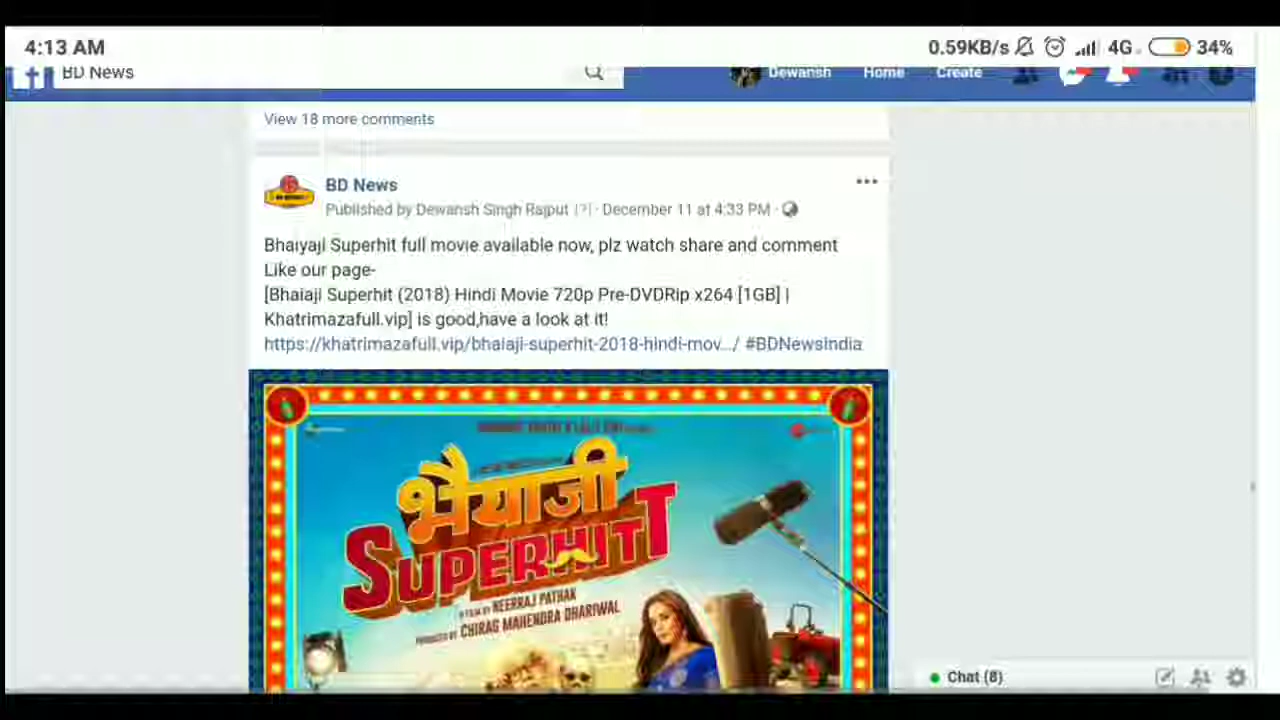 4:13 AM
0.59KB/s 4G 34%
BD News
Dewansh Home Create
View 18 more comments
BD News
Published by Dewansh Singh Rajput [?] · December 11 at 4:33 PM ·
Bhaiyaji Superhit full movie available now, plz watch share and comment
Like our page-
[Bhaiaji Superhit (2018) Hindi Movie 720p Pre-DVDRip x264 [1GB] |
Khatrimazafull.vip] is good,have a look at it!
https://khatrimazafull.vip/bhaiaji-superhit-2018-hindi-mov.../ #BDNewsIndia
भैयाजी
SUPERHITT
A FILM BY NEERRAJ PATHAK
PRODUCED BY CHIRAG MAHENDRA DHARIWAL
Chat (8)